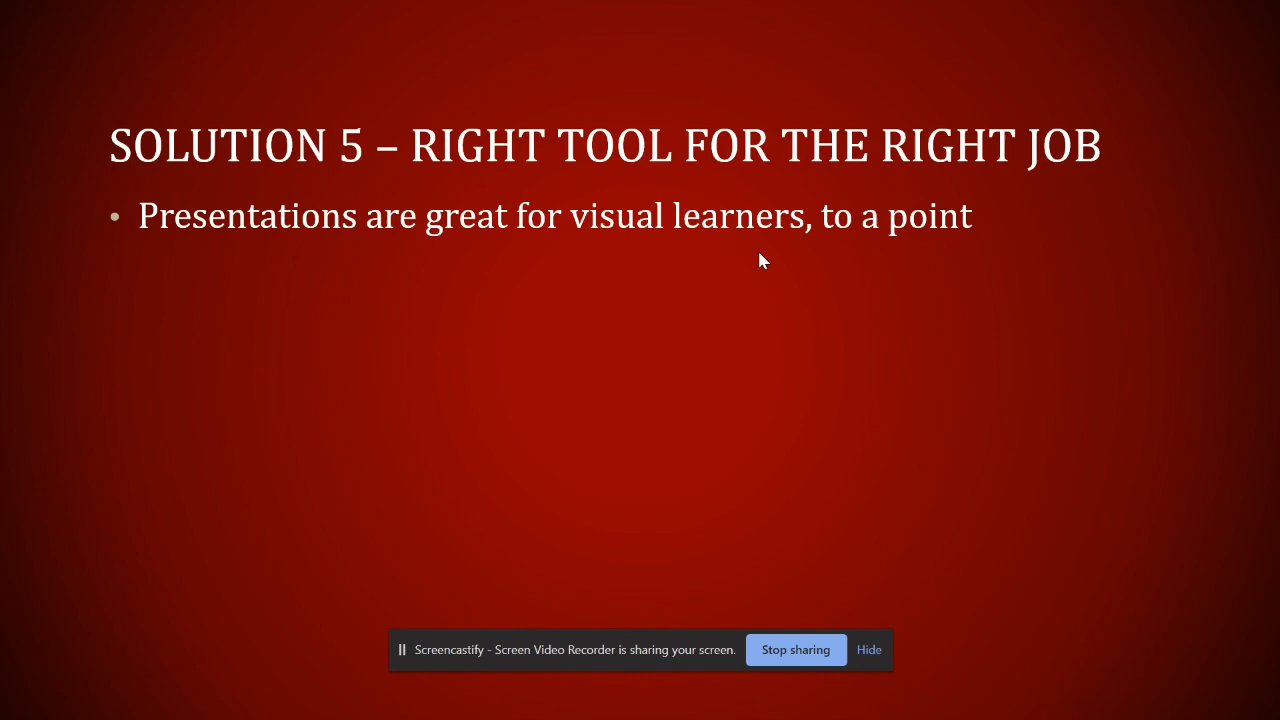 SOLUTION 5 – RIGHT TOOL FOR THE RIGHT JOB
• Presentations are great for visual learners, to a point
Screencastify - Screen Video Recorder is sharing your screen. Stop sharing Hide